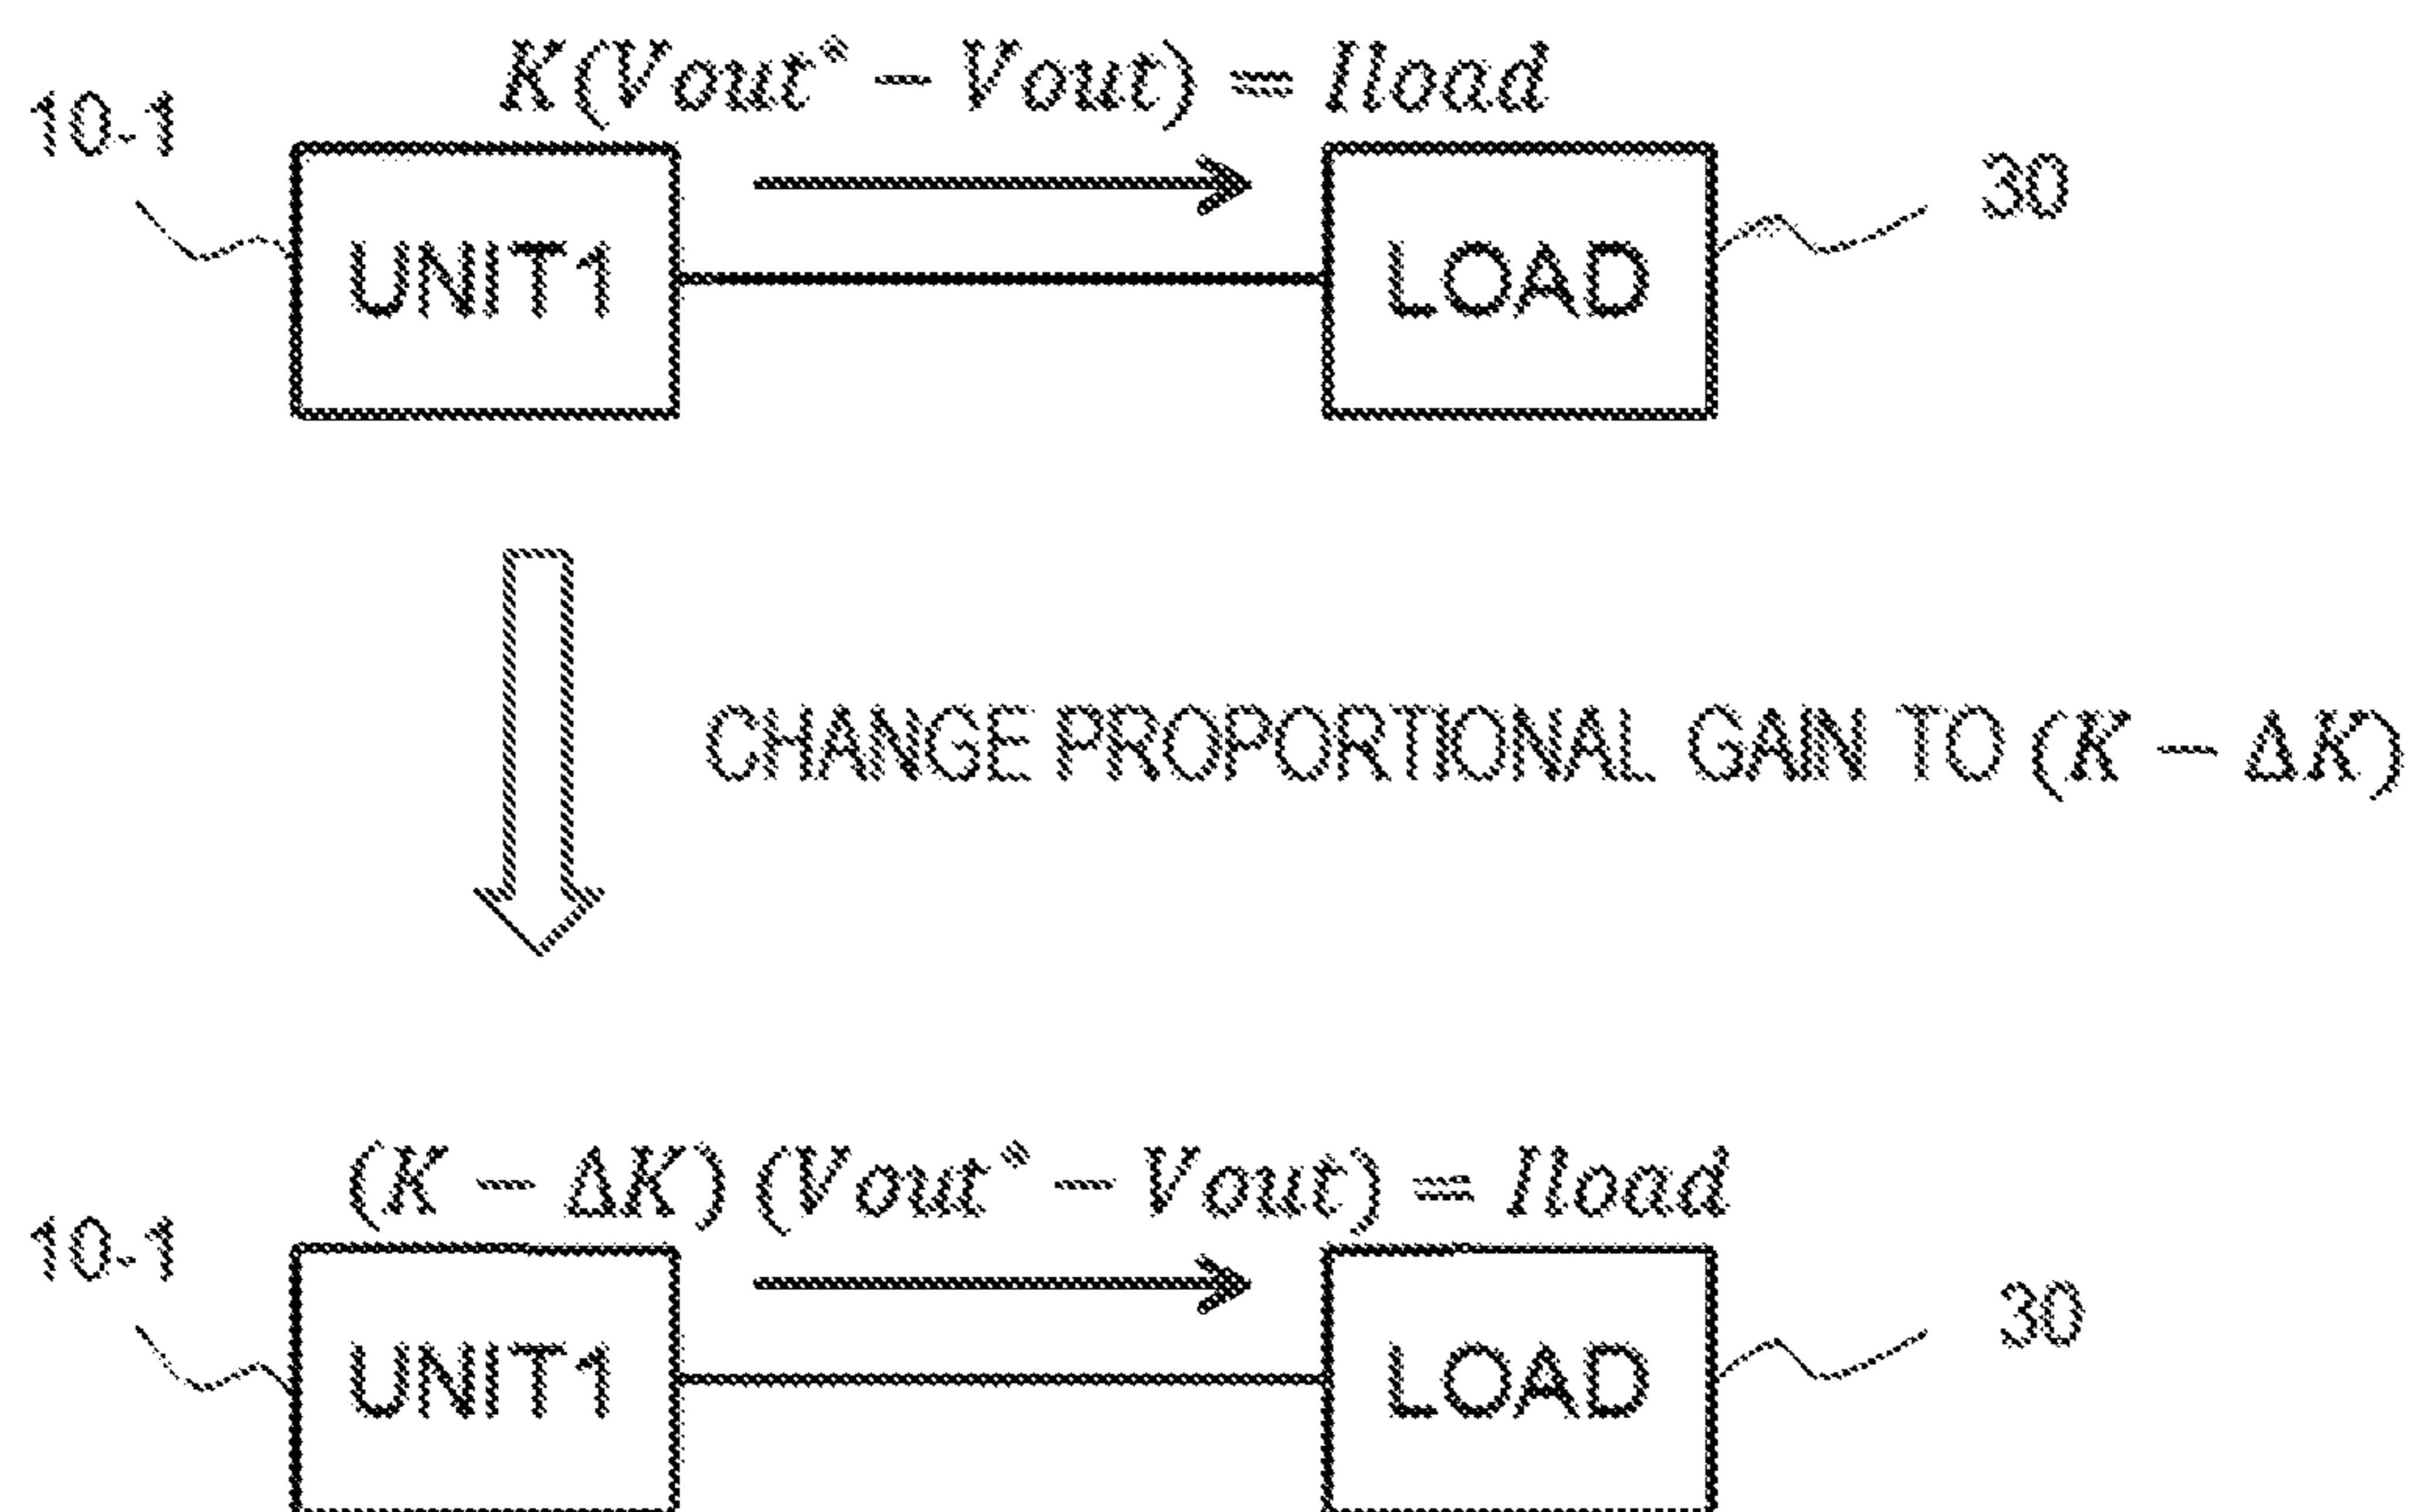 K(Vout* − Vout) = Iload
10-1
30
UNIT1
LOAD
CHANGE PROPORTIONAL GAIN TO (K − ΔK)
(K − ΔK)(Vout* − Vout) = Iload
10-1
30
UNIT1
LOAD